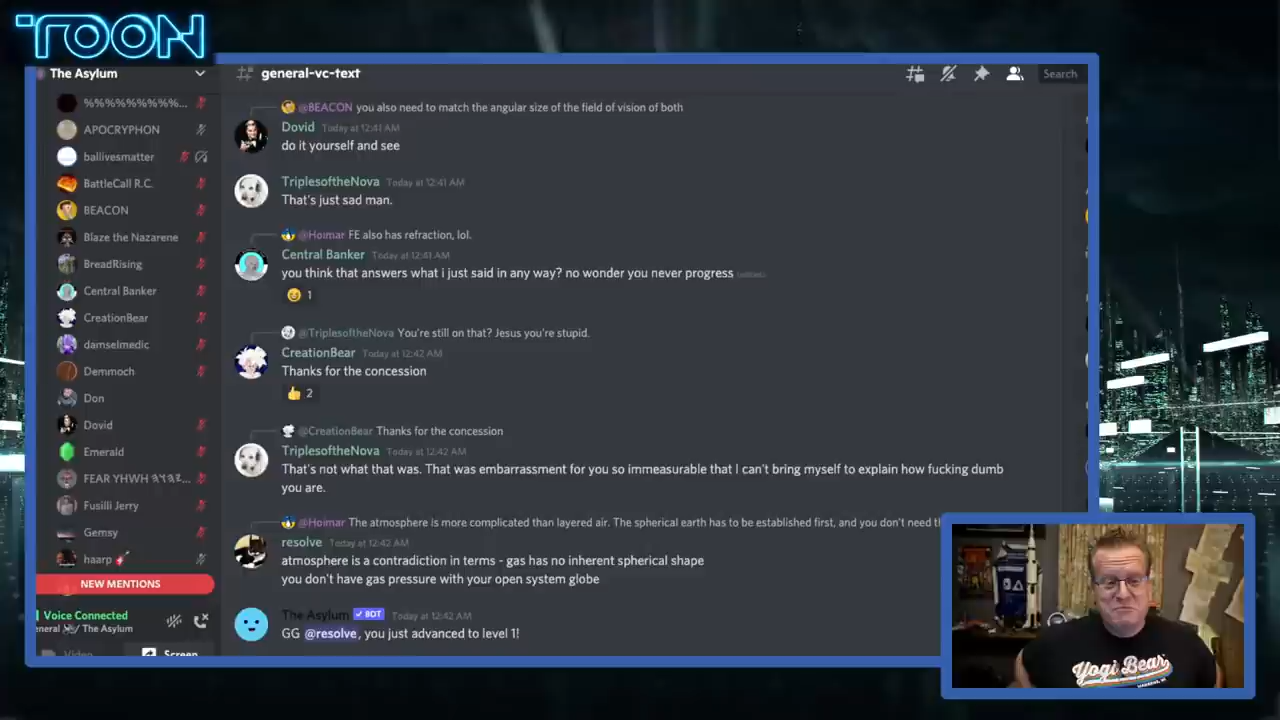 TOON
The Asylum
general-vc-text
Search
%%%%%%%%%...
APOCRYPHON
ballivesmatter
BattleCall R.C.
BEACON
Blaze the Nazarene
BreadRising
Central Banker
CreationBear
damselmedic
Demmoch
Don
Dovid
Emerald
FEAR YHWH
Fusilli Jerry
Gemsy
haarp
NEW MENTIONS
Voice Connected
eneral / The Asylum
Video
Screen
@BEACON you also need to match the angular size of the field of vision of both
Dovid Today at 12:41 AM
do it yourself and see
TriplesoftheNova Today at 12:41 AM
That's just sad man.
@Hoimar FE also has refraction, lol.
Central Banker Today at 12:41 AM
you think that answers what i just said in any way? no wonder you never progress (edited)
1
@TriplesoftheNova You're still on that? Jesus you're stupid.
CreationBear Today at 12:42 AM
Thanks for the concession
2
@CreationBear Thanks for the concession
TriplesoftheNova Today at 12:42 AM
That's not what that was. That was embarrassment for you so immeasurable that I can't bring myself to explain how fucking dumb
you are.
@Hoimar The atmosphere is more complicated than layered air. The spherical earth has to be established first, and you don't need th
resolve Today at 12:42 AM
atmosphere is a contradiction in terms - gas has no inherent spherical shape
you don't have gas pressure with your open system globe
The Asylum ✓ BOT Today at 12:42 AM
GG @resolve, you just advanced to level 1!
Yogi Bear